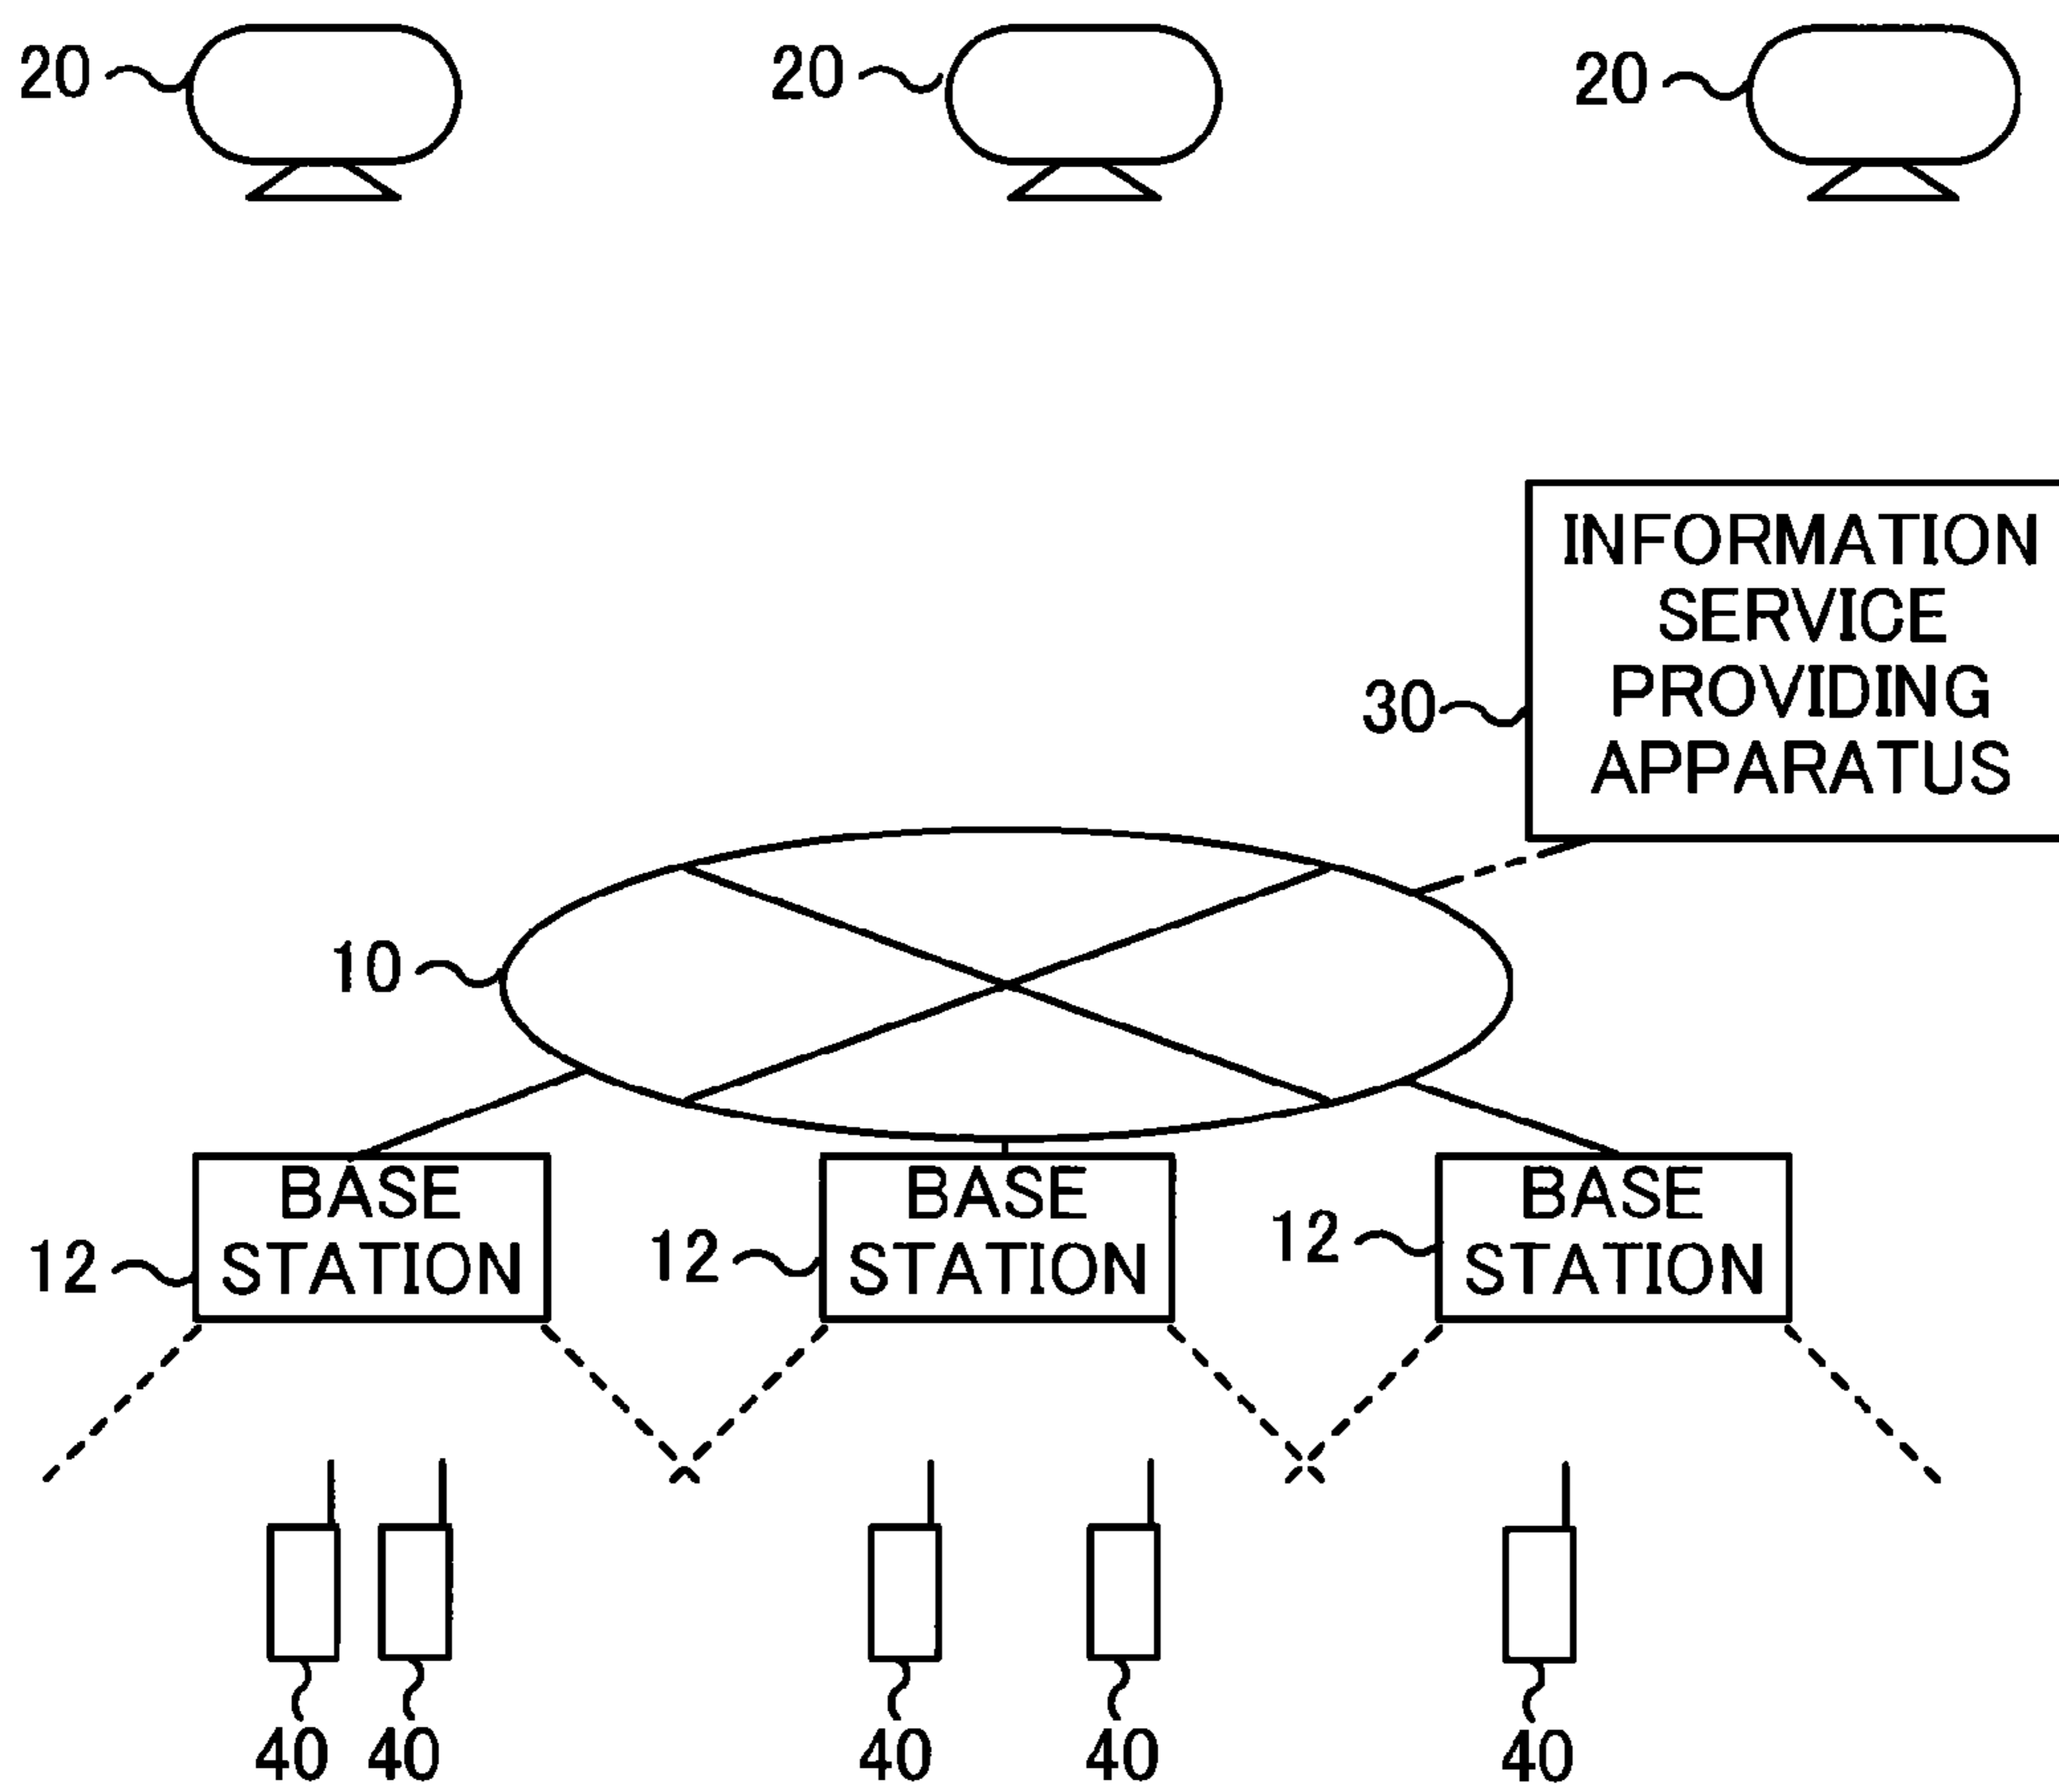 20 20 20
INFORMATION
SERVICE
30 PROVIDING
APPARATUS
10
BASE BASE BASE
12 STATION 12 STATION 12 STATION
40 40 40 40 40